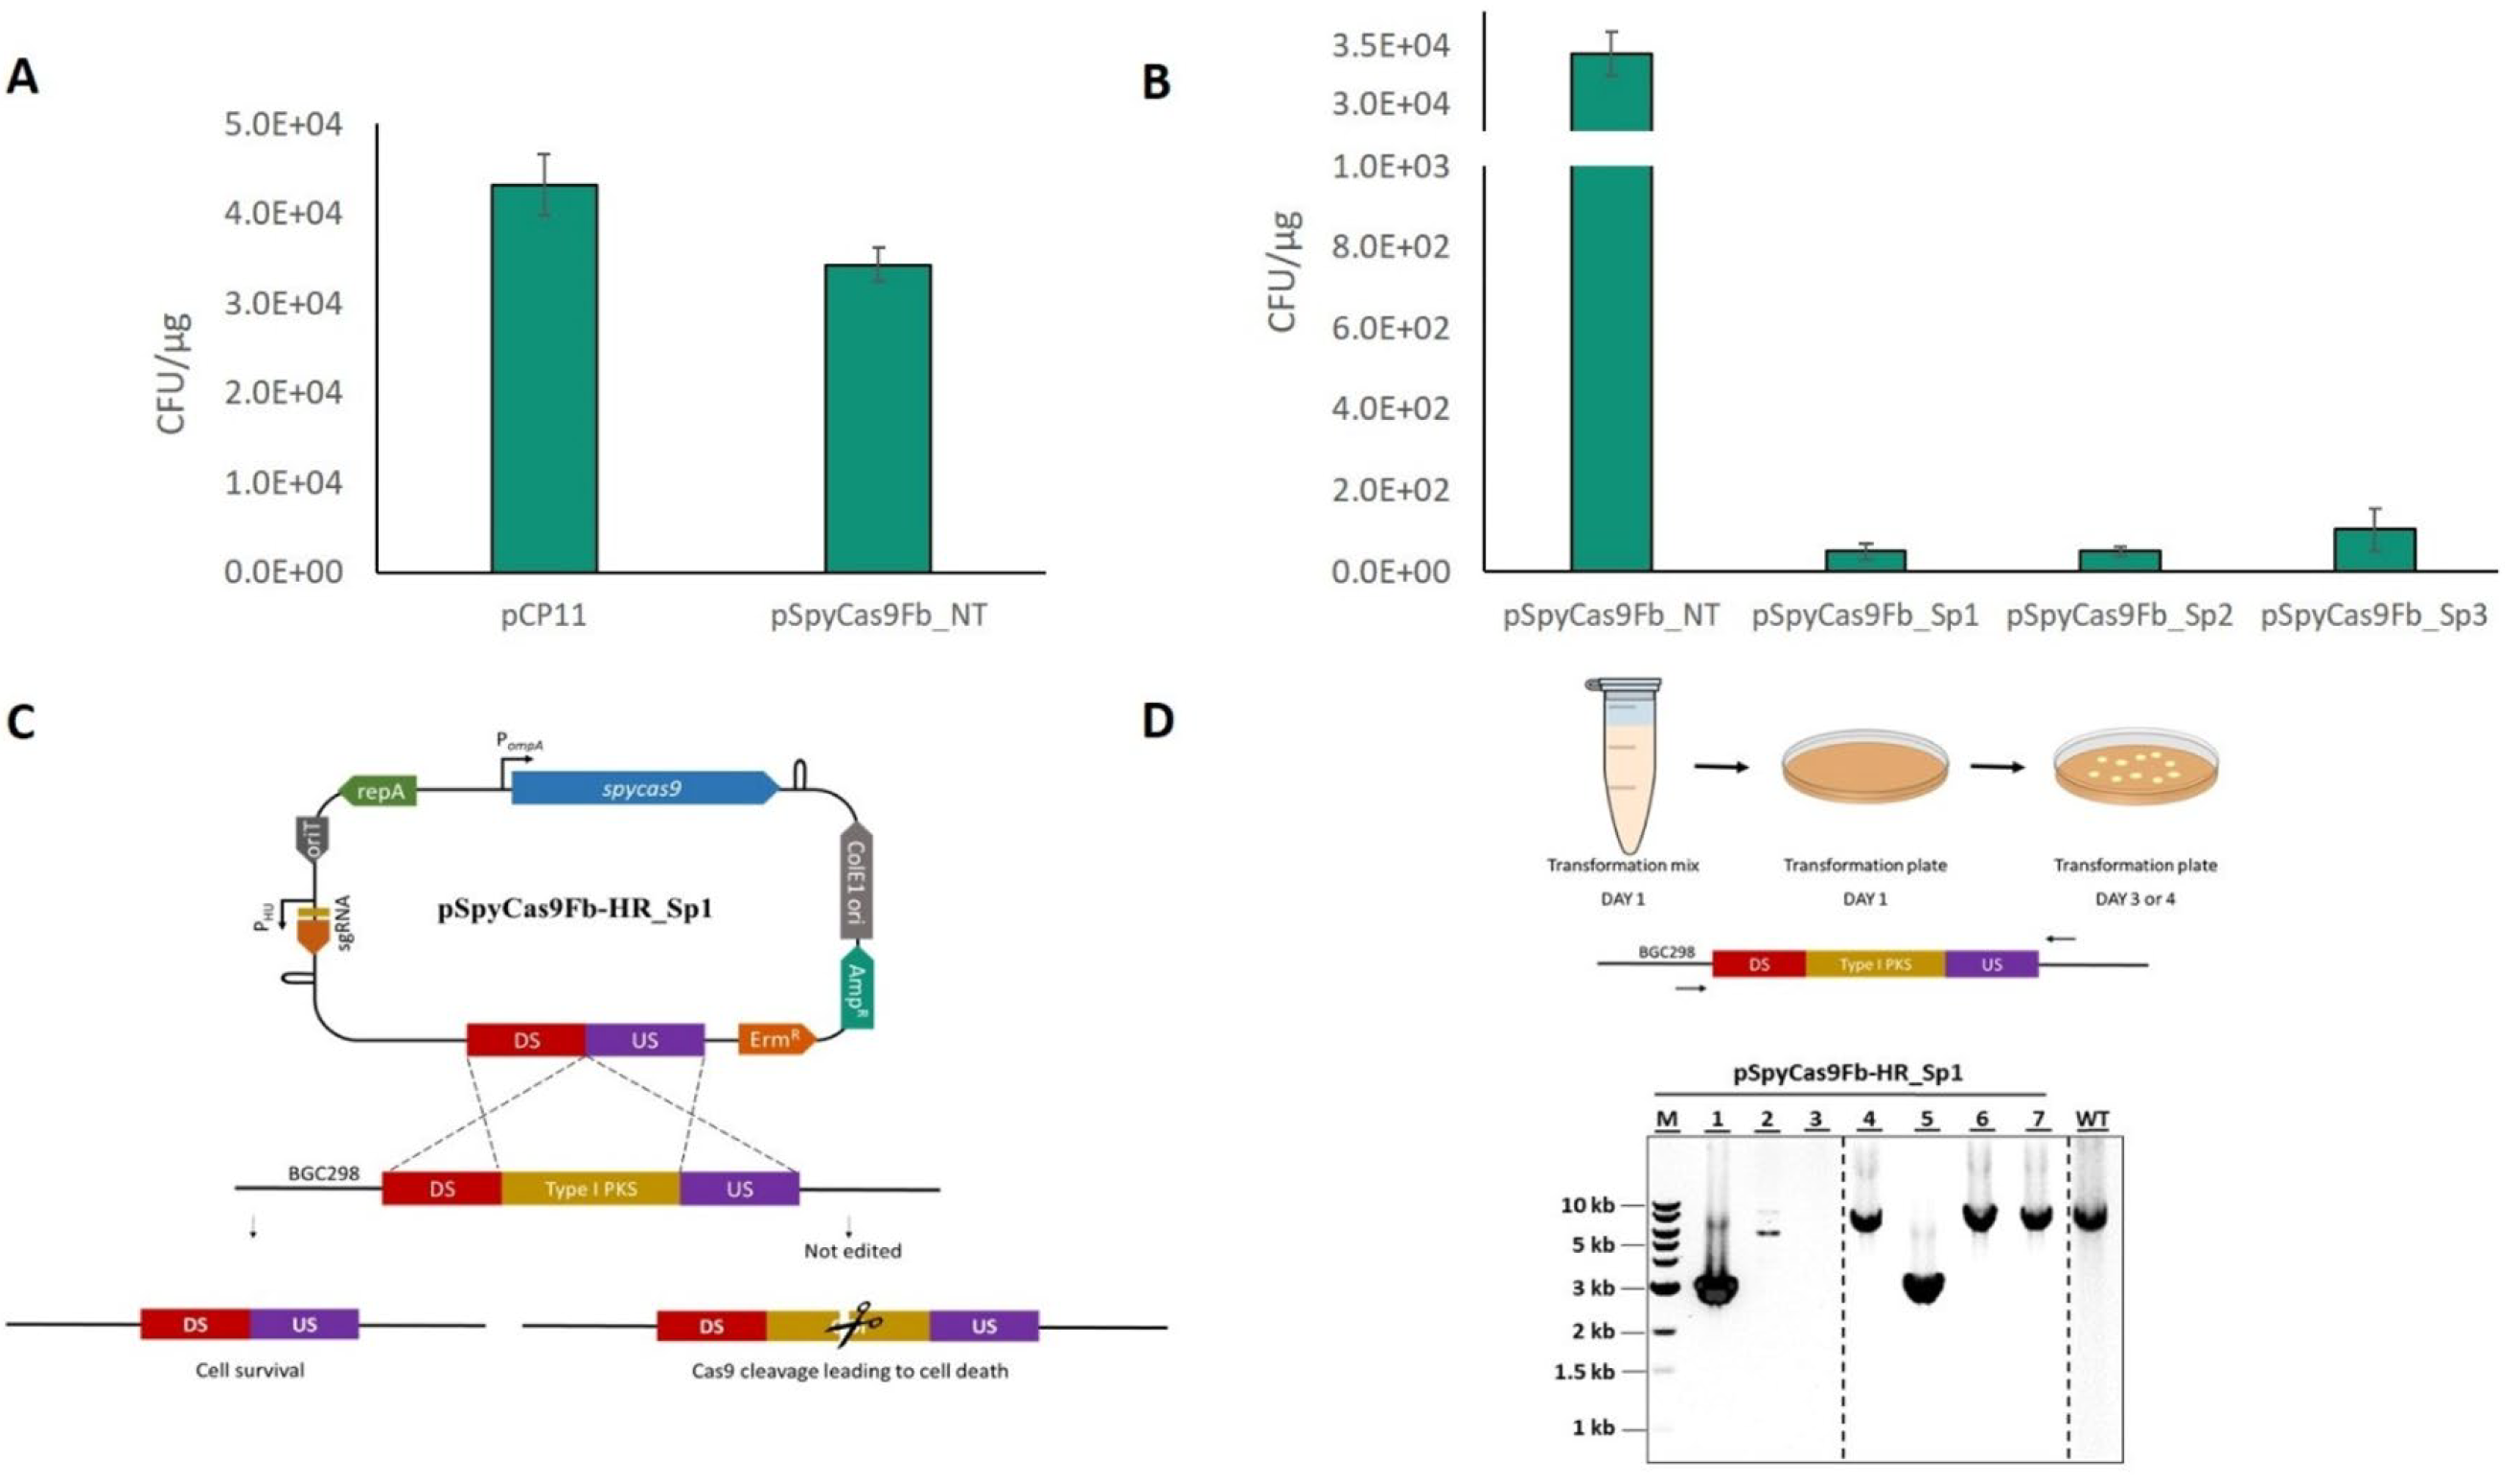 A
5.0E+04
4.0E+04
3.0E+04
2.0E+04
1.0E+04
0.0E+00
CFU/µg
pCP11 pSpyCas9Fb_NT
B
3.5E+04
3.0E+04
1.0E+03
8.0E+02
6.0E+02
4.0E+02
2.0E+02
0.0E+00
CFU/µg
pSpyCas9Fb_NT pSpyCas9Fb_Sp1 pSpyCas9Fb_Sp2 pSpyCas9Fb_Sp3
C
PompA
repA
spycas9
oriT
ColE1 ori
pSpyCas9Fb-HR_Sp1
PHU
sgRNA
AmpR
DS US ErmR
BGC298
DS Type I PKS US
Not edited
DS US
DS US
Cell survival
Cas9 cleavage leading to cell death
D
Transformation mix Transformation plate Transformation plate
DAY 1 DAY 1 DAY 3 or 4
BGC298
DS Type I PKS US
pSpyCas9Fb-HR_Sp1
M 1 2 3 4 5 6 7 WT
10 kb
5 kb
3 kb
2 kb
1.5 kb
1 kb